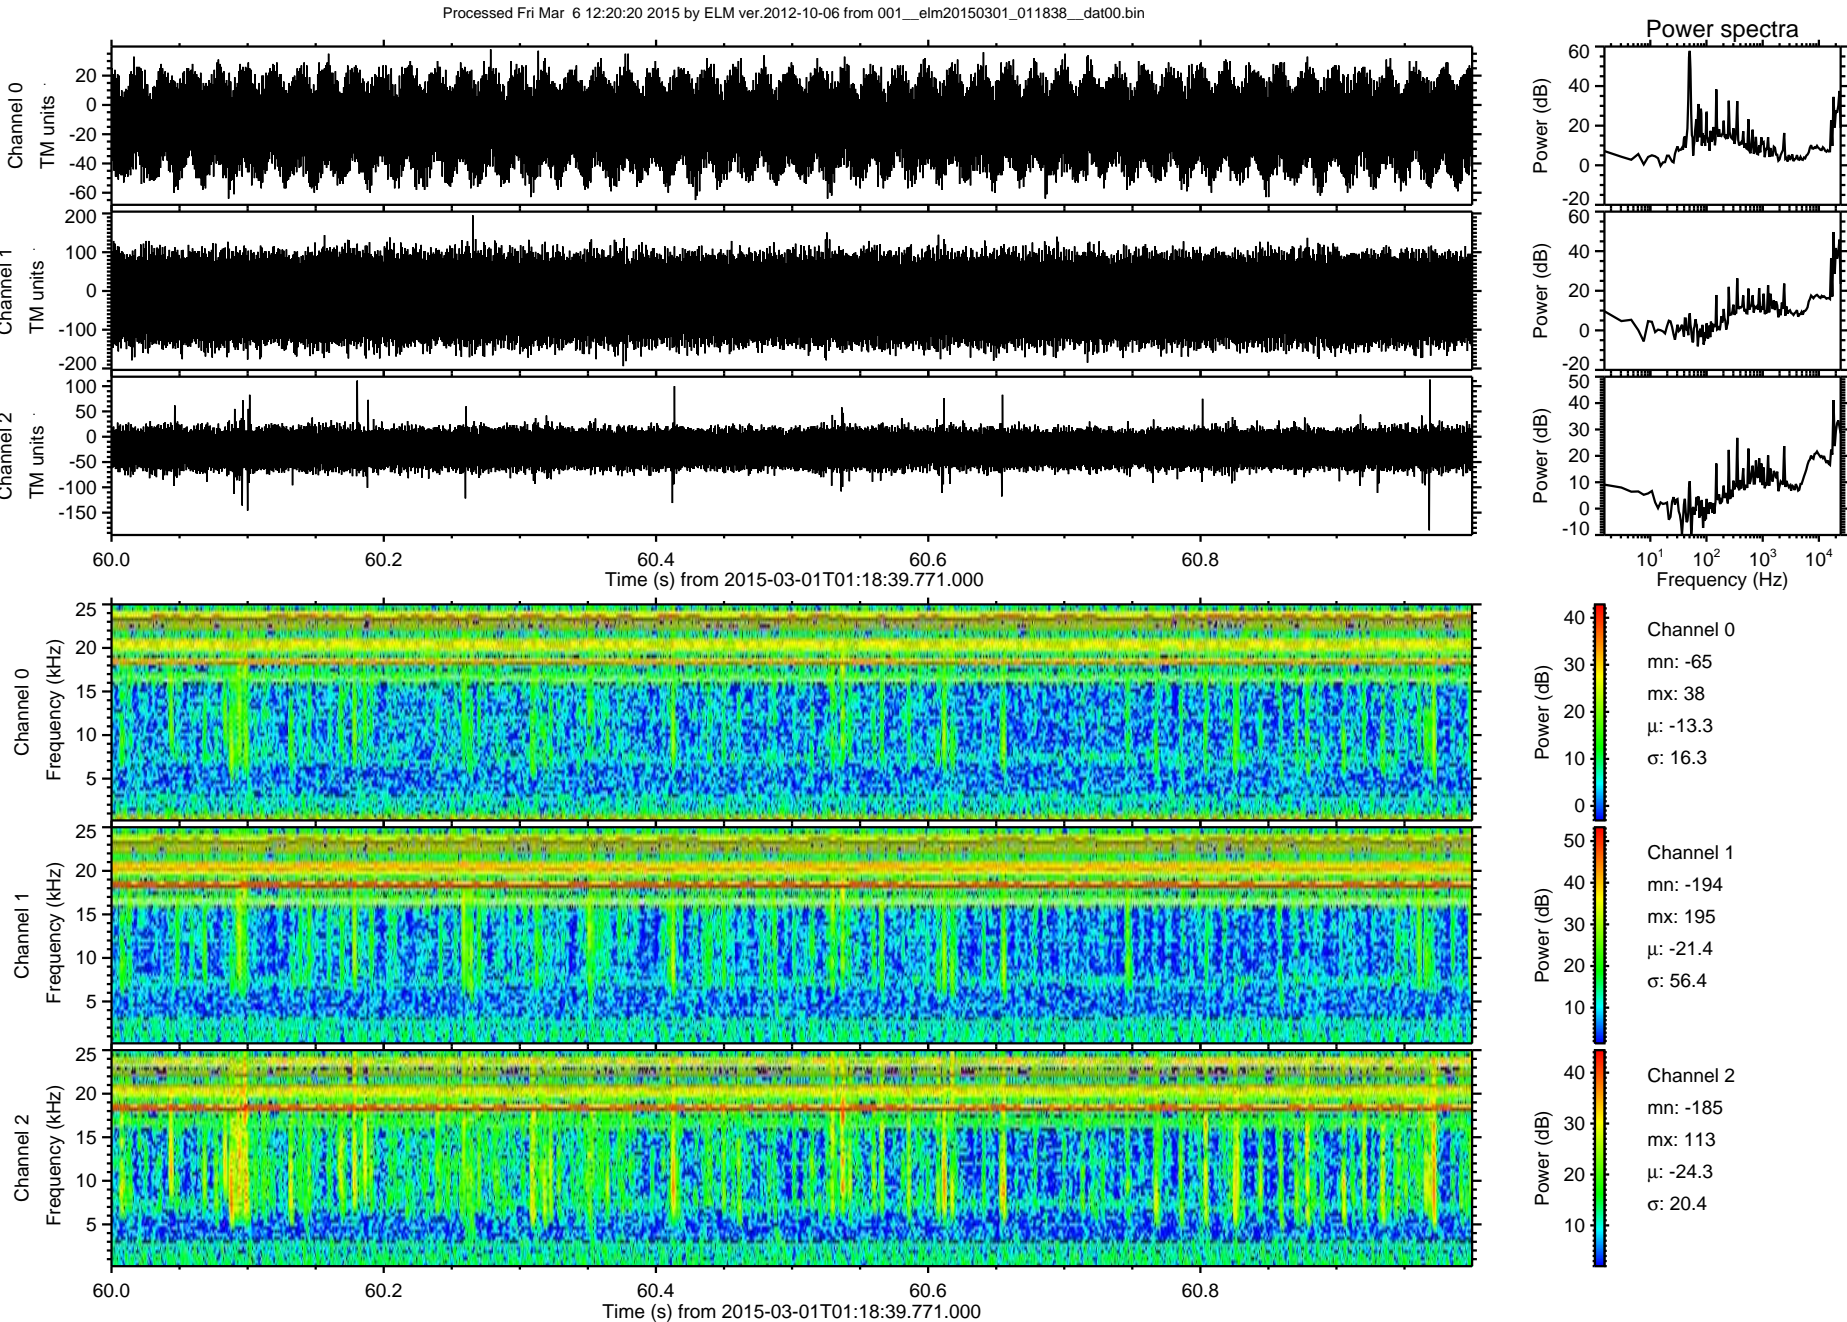 Processed Fri Mar 6 12:20:20 2015 by ELM ver.2012-10-06 from 001__elm20150301_011838__dat00.bin
Power spectra
Channel 0
TM units
20
0
-20
-40
-60
Power (dB)
60
40
20
0
-20
Channel 1
TM units
200
100
0
-100
-200
Power (dB)
60
40
20
0
-20
Channel 2
TM units
100
50
0
-50
-100
-150
Power (dB)
50
40
30
20
10
0
-10
60.0 60.2 60.4 60.6 60.8
Time (s) from 2015-03-01T01:18:39.771.000
10¹ 10² 10³ 10⁴
Frequency (Hz)
Channel 0
Frequency (kHz)
25
20
15
10
5
Power (dB)
40
30
20
10
0
Channel 0
mn: -65
mx: 38
µ: -13.3
σ: 16.3
Channel 1
Frequency (kHz)
25
20
15
10
5
Power (dB)
50
40
30
20
10
Channel 1
mn: -194
mx: 195
µ: -21.4
σ: 56.4
Channel 2
Frequency (kHz)
25
20
15
10
5
Power (dB)
40
30
20
10
Channel 2
mn: -185
mx: 113
µ: -24.3
σ: 20.4
60.0 60.2 60.4 60.6 60.8
Time (s) from 2015-03-01T01:18:39.771.000